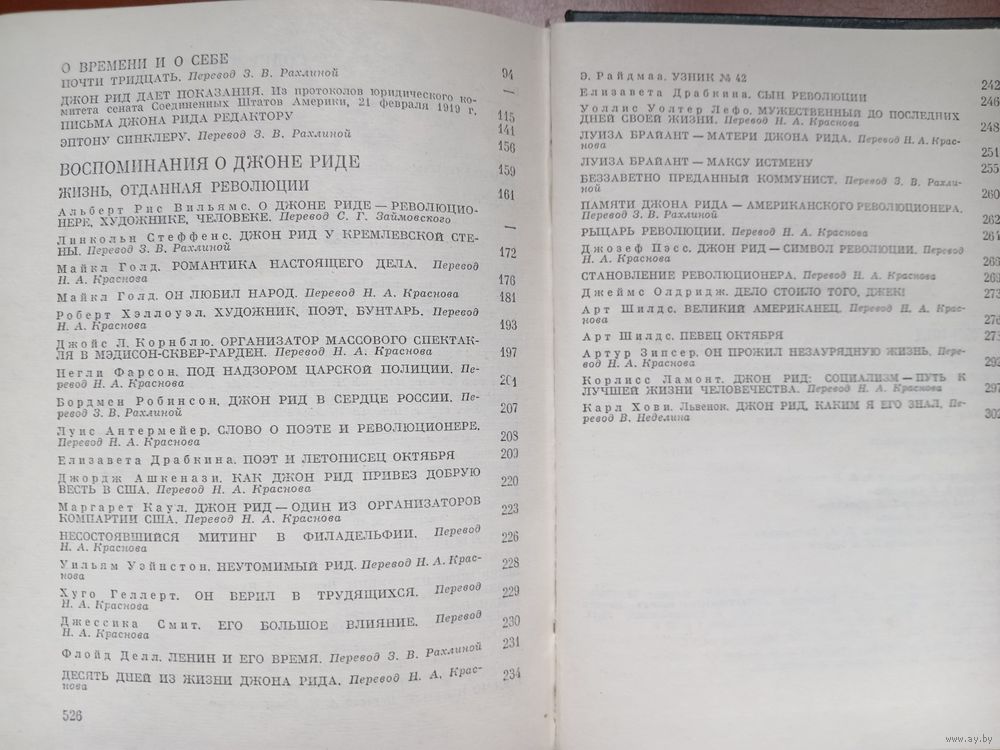 О ВРЕМЕНИ И О СЕБЕ 94
ПОЧТИ ТРИДЦАТЬ. Перевод З. В. Рахлиной —
ДЖОН РИД ДАЕТ ПОКАЗАНИЯ. Из протоколов юридического ко-
митета сената Соединенных Штатов Америки, 21 февраля 1919 г. 115
ПИСЬМА ДЖОНА РИДА РЕДАКТОРУ 141
ЭПТОНУ СИНКЛЕРУ. Перевод З. В. Рахлиной 156
ВОСПОМИНАНИЯ О ДЖОНЕ РИДЕ 159
ЖИЗНЬ, ОТДАННАЯ РЕВОЛЮЦИИ 161
Альберт Рис Вильямс. О ДЖОНЕ РИДЕ — РЕВОЛЮЦИО-
НЕРЕ, ХУДОЖНИКЕ, ЧЕЛОВЕКЕ. Перевод С. Г. Займовского —
Линкольн Стеффенс. ДЖОН РИД У КРЕМЛЕВСКОЙ СТЕ-
НЫ. Перевод З. В. Рахлиной 172
Майкл Голд. РОМАНТИКА НАСТОЯЩЕГО ДЕЛА. Перевод
Н. А. Краснова 176
Майкл Голд. ОН ЛЮБИЛ НАРОД. Перевод Н. А. Краснова 181
Роберт Хэллоуэл. ХУДОЖНИК, ПОЭТ, БУНТАРЬ. Перевод
Н. А. Краснова 193
Джойс Л. Корнблю. ОРГАНИЗАТОР МАССОВОГО СПЕКТАК-
ЛЯ В МЭДИСОН-СКВЕР-ГАРДЕН. Перевод Н. А. Краснова 197
Негли Фарсон. ПОД НАДЗОРОМ ЦАРСКОЙ ПОЛИЦИИ. Пе-
ревод Н. А. Краснова 201
Бордмен Робинсон. ДЖОН РИД В СЕРДЦЕ РОССИИ. Пе-
ревод З. В. Рахлиной 207
Луис Антермейер. СЛОВО О ПОЭТЕ И РЕВОЛЮЦИОНЕРЕ.
Перевод Н. А. Краснова 208
Елизавета Драбкина. ПОЭТ И ЛЕТОПИСЕЦ ОКТЯБРЯ 209
Джордж Ашкенази. КАК ДЖОН РИД ПРИВЕЗ ДОБРУЮ
ВЕСТЬ В США. Перевод Н. А. Краснова 220
Маргарет Каул. ДЖОН РИД — ОДИН ИЗ ОРГАНИЗАТОРОВ
КОМПАРТИИ США. Перевод Н. А. Краснова 223
НЕСОСТОЯВШИЙСЯ МИТИНГ В ФИЛАДЕЛЬФИИ. Перевод
Н. А. Краснова 226
Уильям Уэйнстон. НЕУТОМИМЫЙ РИД. Перевод Н. А. Крас-
нова 228
Хуго Геллерт. ОН ВЕРИЛ В ТРУДЯЩИХСЯ. Перевод
Н. А. Краснова 229
Джессика Смит. ЕГО БОЛЬШОЕ ВЛИЯНИЕ. Перевод
Н. А. Краснова 230
Флойд Делл. ЛЕНИН И ЕГО ВРЕМЯ. Перевод З. В. Рахлиной 231
ДЕСЯТЬ ДНЕЙ ИЗ ЖИЗНИ ДЖОНА РИДА. Перевод Н. А. Крас-
нова 234
526
Э. Райдмаа. УЗНИК № 42 242
Елизавета Драбкина. СЫН РЕВОЛЮЦИИ 246
Уоллис Уолтер Лефо. МУЖЕСТВЕННЫЙ ДО ПОСЛЕДНИХ
ДНЕЙ СВОЕЙ ЖИЗНИ. Перевод Н. А. Краснова 248
ЛУИЗА БРАЙАНТ — МАТЕРИ ДЖОНА РИДА. Перевод Н. А. Крас-
нова 251
ЛУИЗА БРАЙАНТ — МАКСУ ИСТМЕНУ 255
БЕЗЗАВЕТНО ПРЕДАННЫЙ КОММУНИСТ. Перевод З. В. Рахли-
ной 260
ПАМЯТИ ДЖОНА РИДА — АМЕРИКАНСКОГО РЕВОЛЮЦИОНЕРА.
Перевод З. В. Рахлиной 262
РЫЦАРЬ РЕВОЛЮЦИИ. Перевод Н. А. Краснова 264
Джозеф Пэсс. ДЖОН РИД — СИМВОЛ РЕВОЛЮЦИИ. Перевод
Н. А. Краснова 266
СТАНОВЛЕНИЕ РЕВОЛЮЦИОНЕРА. Перевод Н. А. Краснова 269
Джеймс Олдридж. ДЕЛО СТОИЛО ТОГО, ДЖЕК! 273
Арт Шилдс. ВЕЛИКИЙ АМЕРИКАНЕЦ. Перевод Н. А. Крас-
нова
Арт Шилдс. ПЕВЕЦ ОКТЯБРЯ
Артур Зипсер. ОН ПРОЖИЛ НЕЗАУРЯДНУЮ ЖИЗНЬ. Пере-
вод Н. А. Краснова
Корлисс Ламонт. ДЖОН РИД: СОЦИАЛИЗМ — ПУТЬ К
ЛУЧШЕЙ ЖИЗНИ ЧЕЛОВЕЧЕСТВА. Перевод Н. А. Краснова 297
Карл Хови. Львенок. ДЖОН РИД, КАКИМ Я ЕГО ЗНАЛ. Пе-
ревод В. Неделина 302
www.ay.by